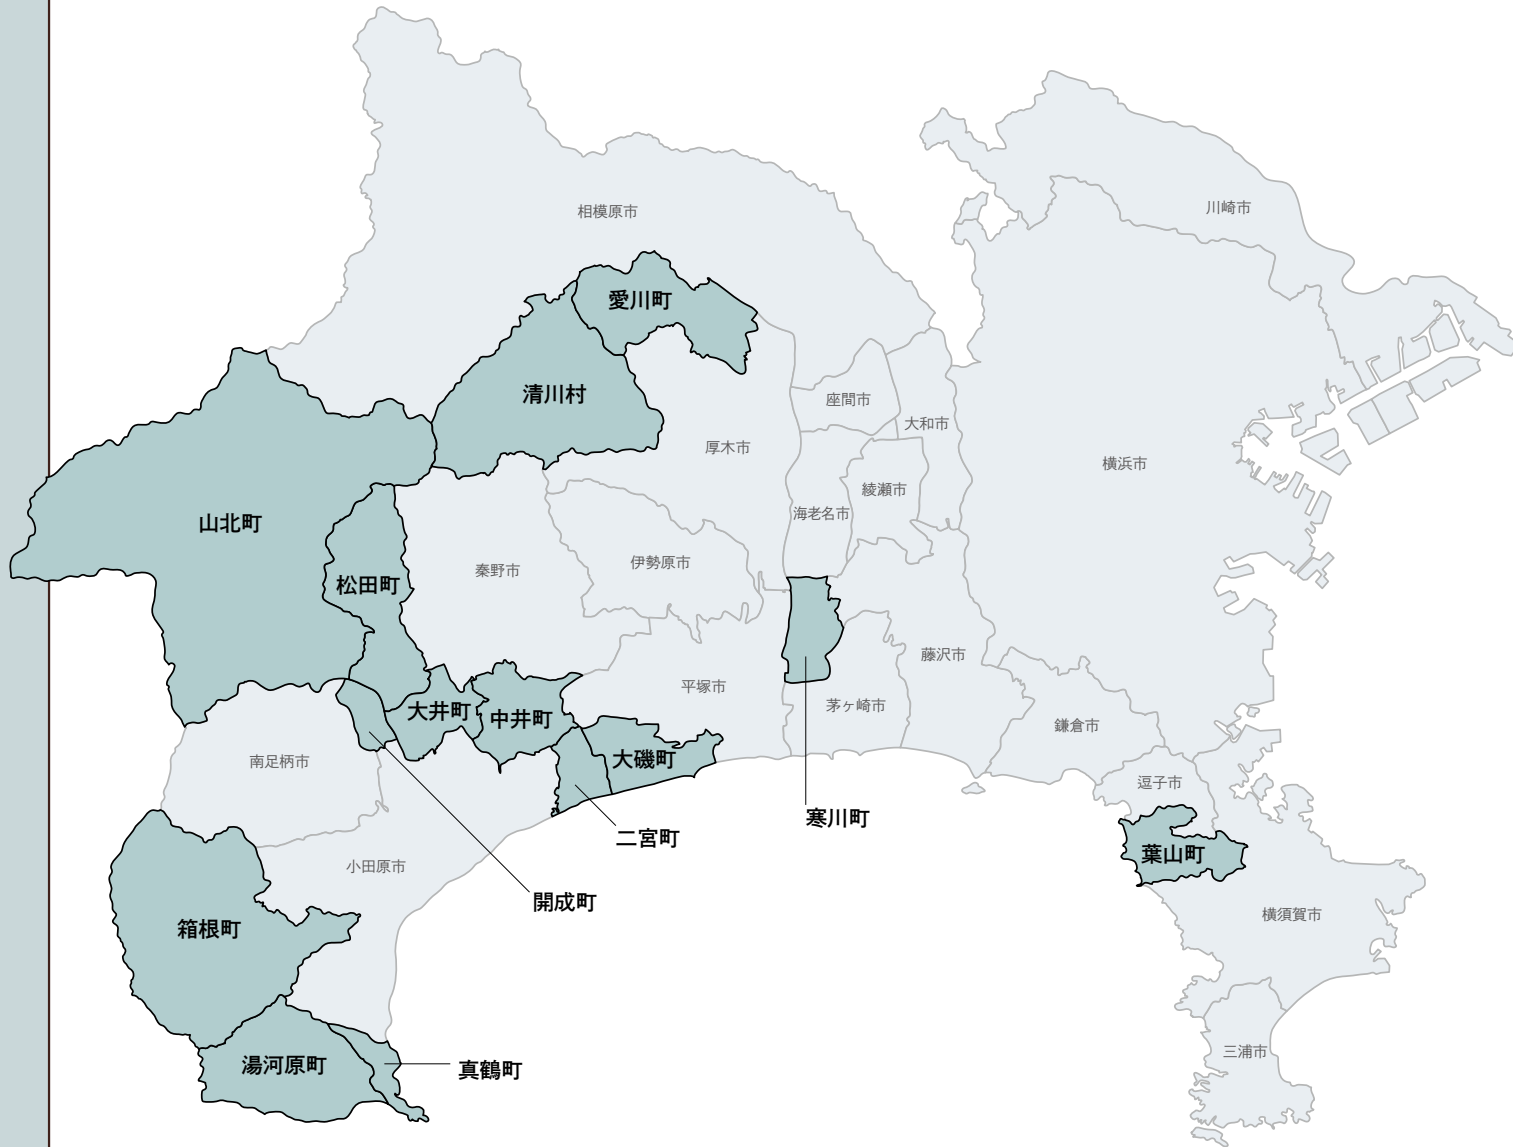 川崎市
相模原市
愛川町
清川村
座間市
大和市
厚木市
横浜市
綾瀬市
海老名市
山北町
伊勢原市
秦野市
松田町
藤沢市
平塚市
茅ヶ崎市
大井町
中井町
鎌倉市
大磯町
南足柄市
逗子市
寒川町
二宮町
葉山町
小田原市
開成町
横須賀市
箱根町
三浦市
湯河原町
真鶴町